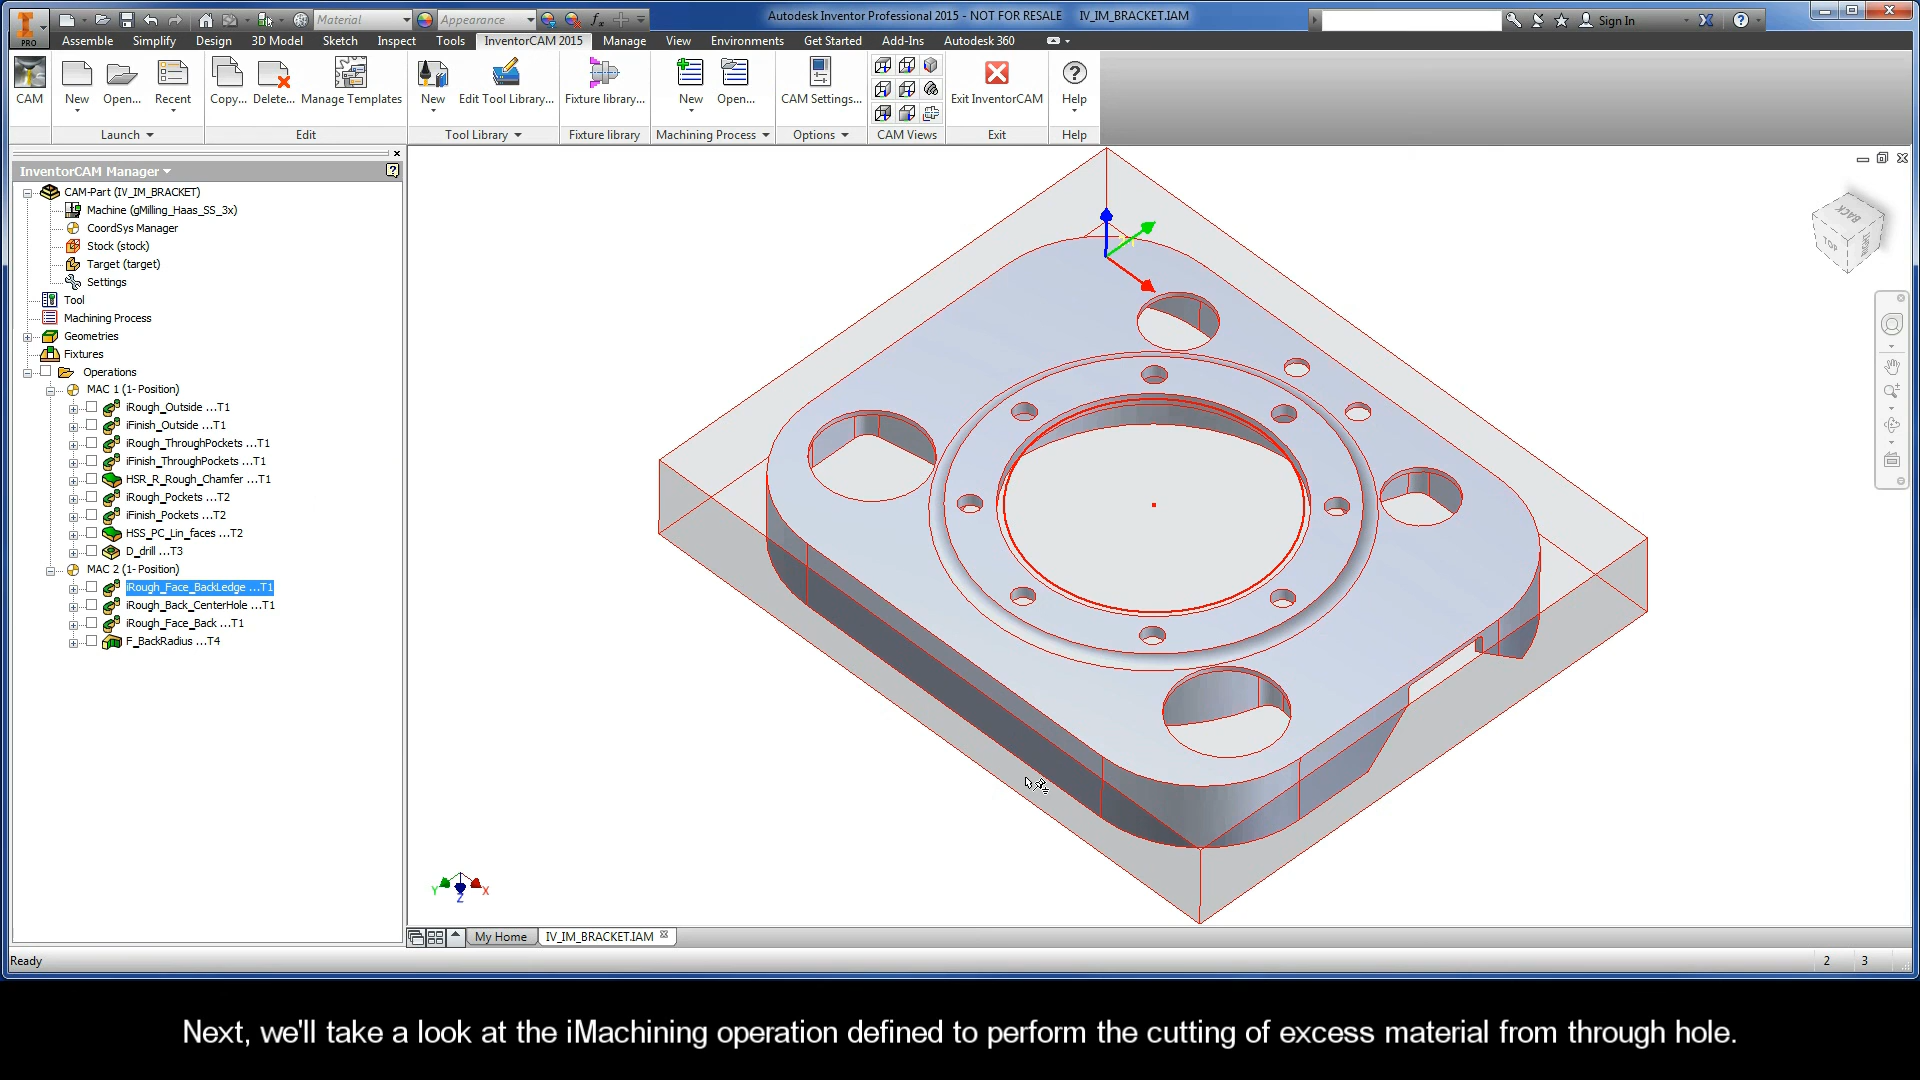 Material
Appearance
Autodesk Inventor Professional 2015 - NOT FOR RESALE IV_IM_BRACKET.IAM
Sign In
PRO
Assemble Simplify Design 3D Model Sketch Inspect Tools InventorCAM 2015 Manage View Environments Get Started Add-Ins Autodesk 360
CAM New Open... Recent Copy... Delete... Manage Templates New Edit Tool Library... Fixture library... New Open... CAM Settings... Exit InventorCAM Help
Launch Edit Tool Library Fixture library Machining Process Options CAM Views Exit Help
InventorCAM Manager
CAM-Part (IV_IM_BRACKET)
Machine (gMilling_Haas_SS_3x)
CoordSys Manager
Stock (stock)
Target (target)
Settings
Tool
Machining Process
Geometries
Fixtures
Operations
MAC 1 (1- Position)
iRough_Outside ...T1
iFinish_Outside ...T1
iRough_ThroughPockets ...T1
iFinish_ThroughPockets ...T1
HSR_R_Rough_Chamfer ...T1
iRough_Pockets ...T2
iFinish_Pockets ...T2
HSS_PC_Lin_faces ...T2
D_drill ...T3
MAC 2 (1- Position)
iRough_Face_BackLedge ...T1
iRough_Back_CenterHole ...T1
iRough_Face_Back ...T1
F_BackRadius ...T4
BACK
TOP
Y
Z
X
My Home
IV_IM_BRACKET.IAM
Ready
2 3
Next, we'll take a look at the iMachining operation defined to perform the cutting of excess material from through hole.